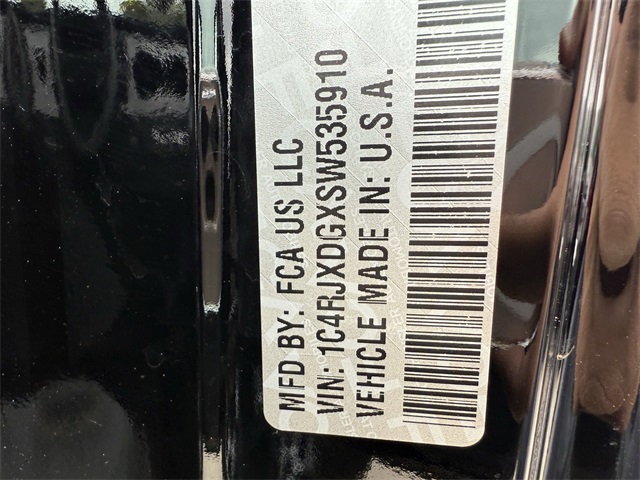 MFD BY: FCA US LLC
VIN: 1C4RJXDGXSW535910
VEHICLE MADE IN: U.S.A.